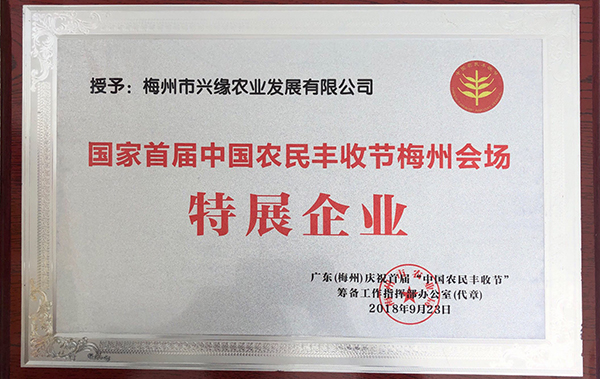 授予：梅州市兴缘农业发展有限公司
国家首届中国农民丰收节梅州会场
特展企业
广东(梅州)庆祝首届“中国农民丰收节”
筹备工作指挥部办公室(代章)
2018年9月23日